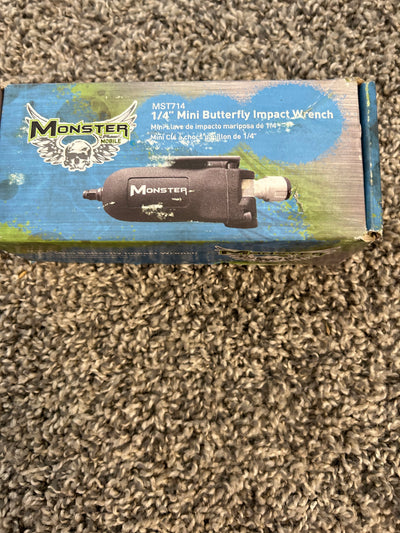 MONSTER
MOBILE
MST714
1/4" Mini Butterfly Impact Wrench
Mini Llave de impacto mariposa de 1/4"
Mini Clé à chocs papillon de 1/4"
MONSTER